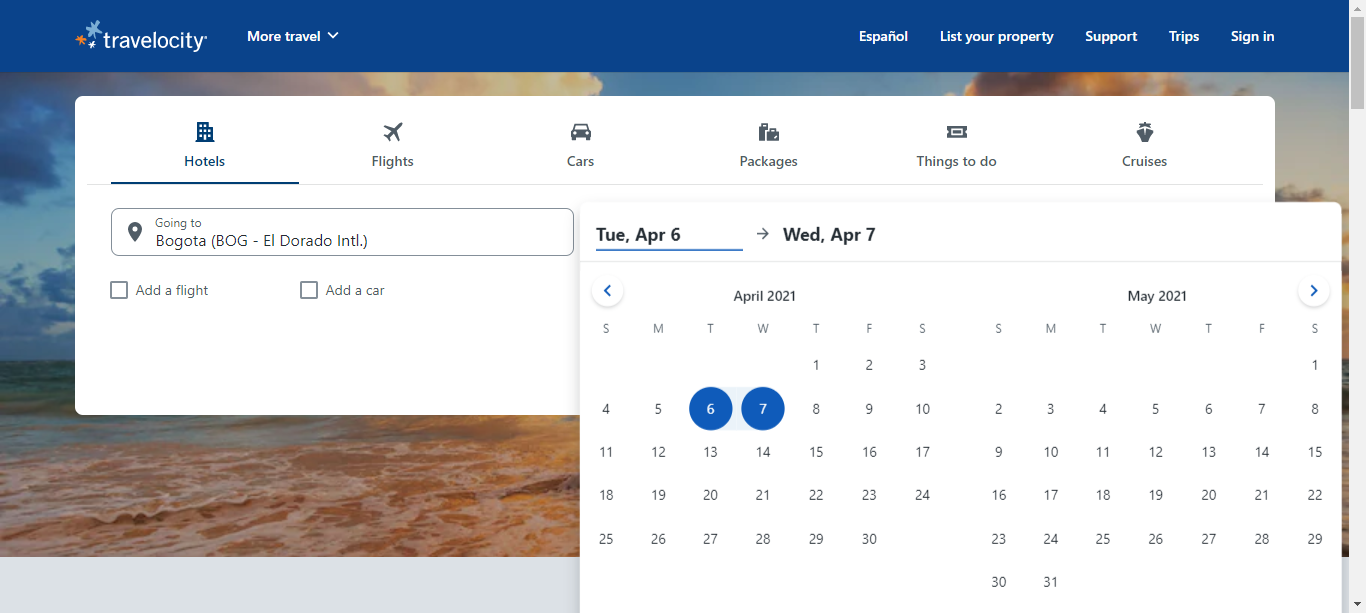 travelocity
More travel
Español
List your property
Support
Trips
Sign in
Hotels
Flights
Cars
Packages
Things to do
Cruises
Going to
Bogota (BOG - El Dorado Intl.)
Add a flight
Add a car
Tue, Apr 6
Wed, Apr 7
April 2021
S M T W T F S
1 2 3
4 5 6 7 8 9 10
11 12 13 14 15 16 17
18 19 20 21 22 23 24
25 26 27 28 29 30
May 2021
S M T W T F S
1
2 3 4 5 6 7 8
9 10 11 12 13 14 15
16 17 18 19 20 21 22
23 24 25 26 27 28 29
30 31